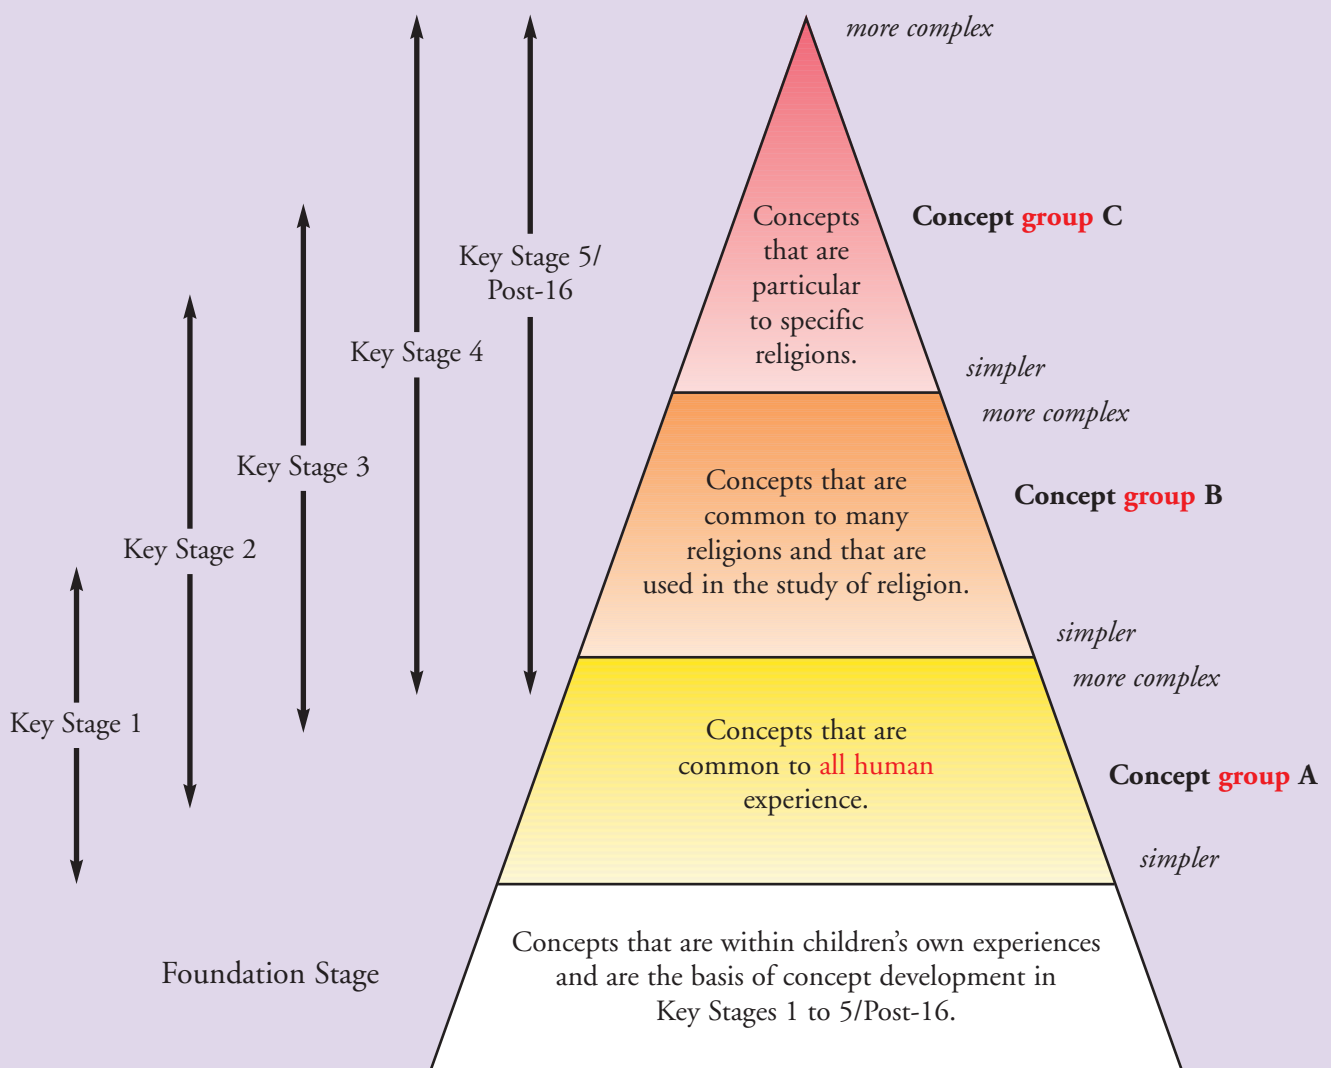 more complex
Concepts
that are
particular
to specific
religions.
Concept group C
Key Stage 5/
Post-16
Key Stage 4
simpler
more complex
Key Stage 3
Concepts that are
common to many
religions and that are
used in the study of religion.
Concept group B
Key Stage 2
simpler
more complex
Key Stage 1
Concepts that are
common to all human
experience.
Concept group A
simpler
Foundation Stage
Concepts that are within children’s own experiences
and are the basis of concept development in
Key Stages 1 to 5/Post-16.